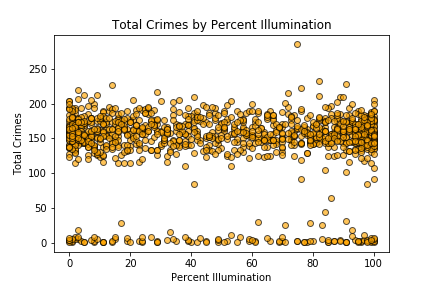 Total Crimes by Percent Illumination
250
200
150
100
50
0
Total Crimes
0 20 40 60 80 100
Percent Illumination